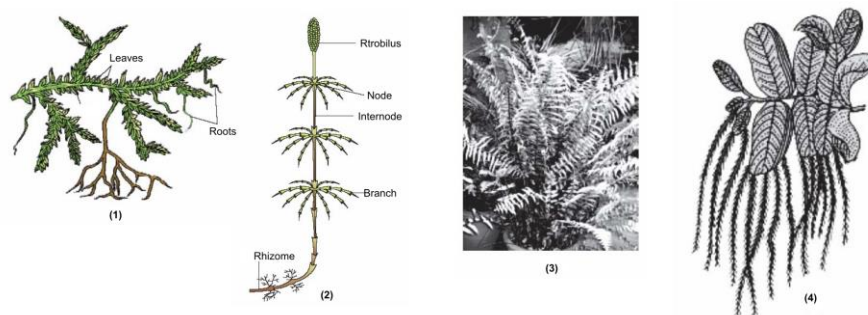 Leaves
Roots
(1)
Rtrobilus
Node
Internode
Branch
Rhizome
(2)
(3)
(4)